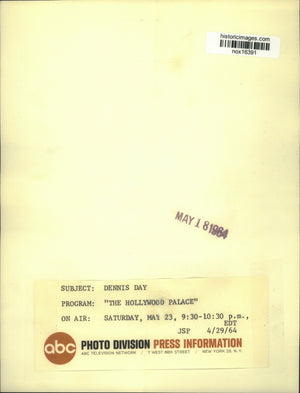 historicimages.com
nox16391
MAY 18 1964
SUBJECT: DENNIS DAY
PROGRAM: "THE HOLLYWOOD PALACE"
ON AIR: SATURDAY, MAY 23, 9:30-10:30 p.m.,
EDT
JSP 4/29/64
abc PHOTO DIVISION PRESS INFORMATION
ABC TELEVISION NETWORK / 7 WEST 66th STREET / NEW YORK 23, N.Y.